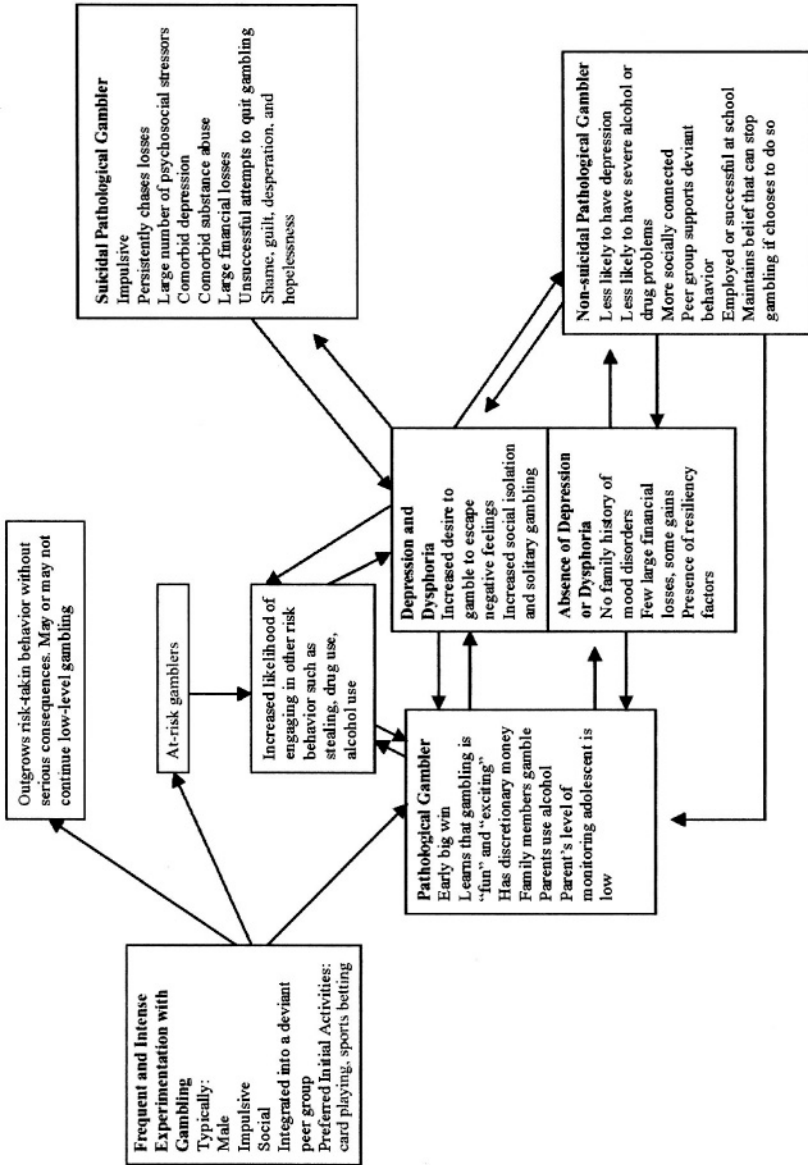 Frequent and Intense
Experimentation with
Gambling
Typically:
Male
Impulsive
Social
Integrated into a deviant
peer group
Preferred Initial Activities:
card playing, sports betting
Outgrows risk-takin behavior without
serious consequences. May or may not
continue low-level gambling
At-risk gamblers
Increased likelihood of
engaging in other risk
behavior such as
stealing, drug use,
alcohol use
Pathological Gambler
Early big win
Learns that gambling is
“fun” and “exciting”
Has discretionary money
Family members gamble
Parents use alcohol
Parent's level of
monitoring adolescent is
low
Depression and
Dysphoria
Increased desire to
gamble to escape
negative feelings
Increased social isolation
and solitary gambling
Absence of Depression
or Dysphoria
No family history of
mood disorders
Few large financial
losses, some gains
Presence of resiliency
factors
Suicidal Pathological Gambler
Impulsive
Persistently chases losses
Large number of psychosocial stressors
Comorbid depression
Comorbid substance abuse
Large financial losses
Unsuccessful attempts to quit gambling
Shame, guilt, desperation, and
hopelessness
Non-suicidal Pathological Gambler
Less likely to have depression
Less likely to have severe alcohol or
drug problems
More socially connected
Peer group supports deviant
behavior
Employed or successful at school
Maintains belief that can stop
gambling if chooses to do so